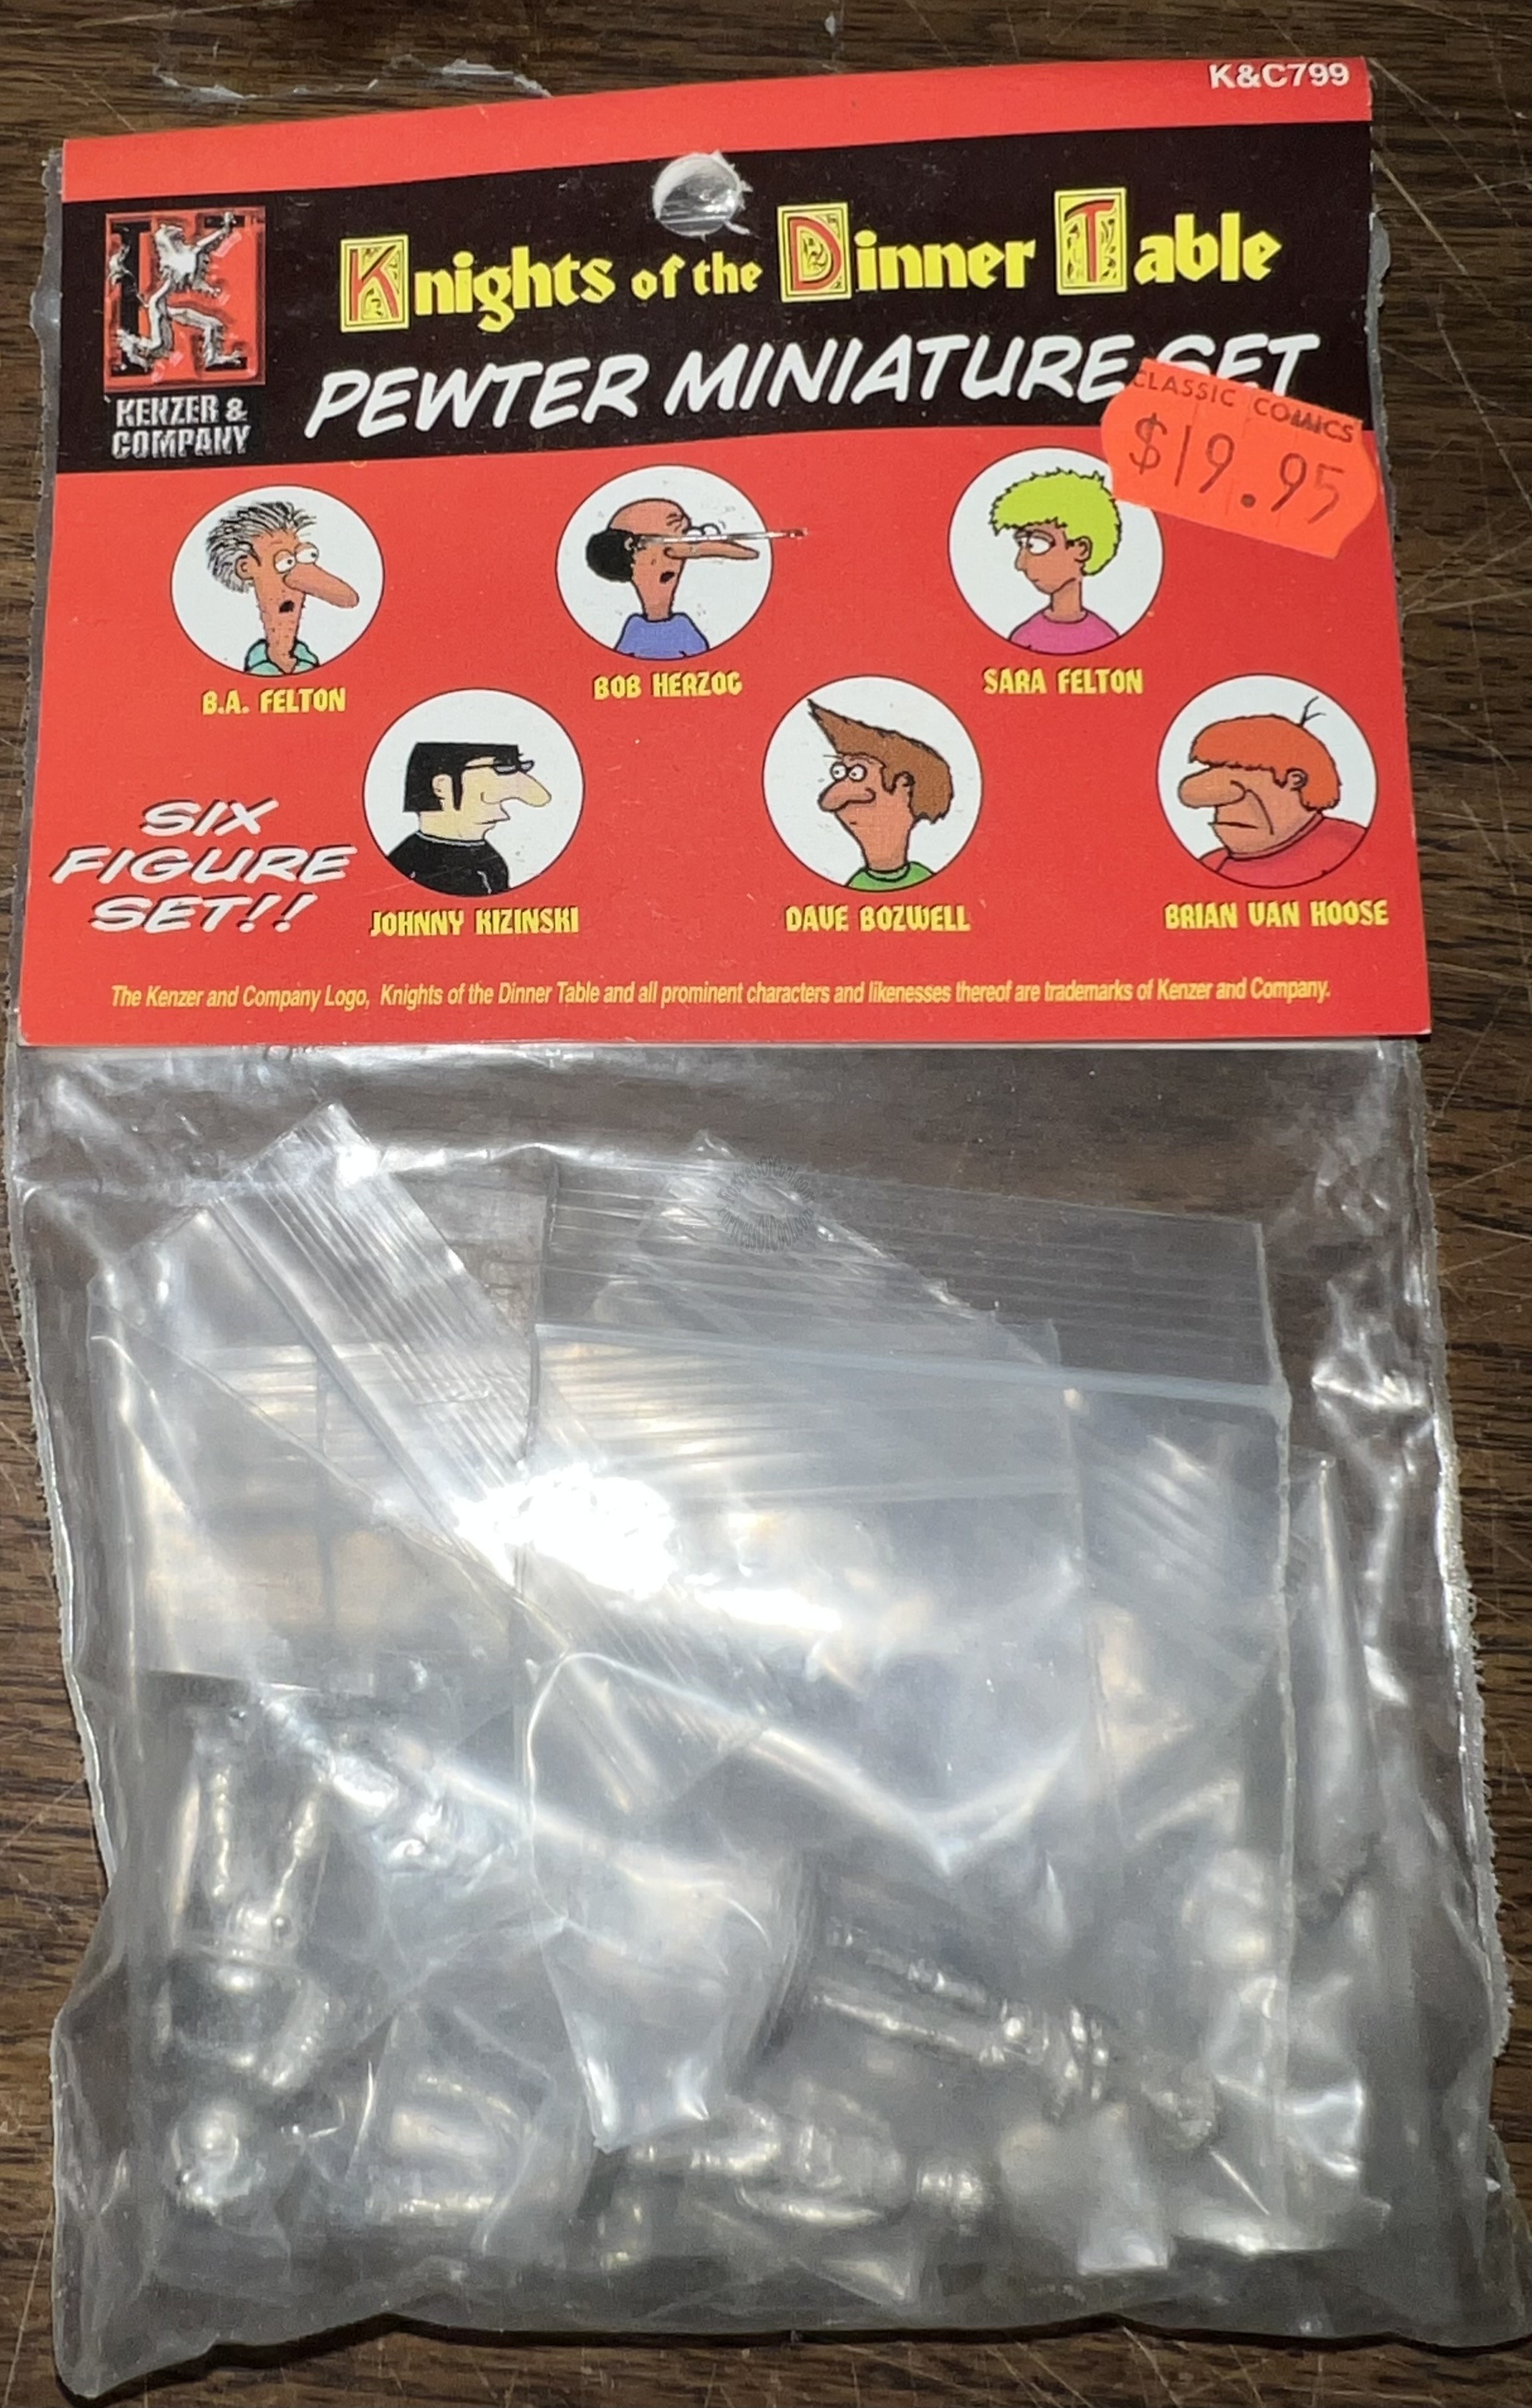 K&C799
Knights of the Dinner Table
PEWTER MINIATURE SET
KENZER &
COMPANY
CLASSIC COMICS
$19.95
B.A. FELTON
BOB HERZOG
SARA FELTON
SIX
FIGURE
SET!!
JOHNNY KIZINSKI
DAVE BOZWELL
BRIAN VAN HOOSE
The Kenzer and Company Logo, Knights of the Dinner Table and all prominent characters and likenesses thereof are trademarks of Kenzer and Company.